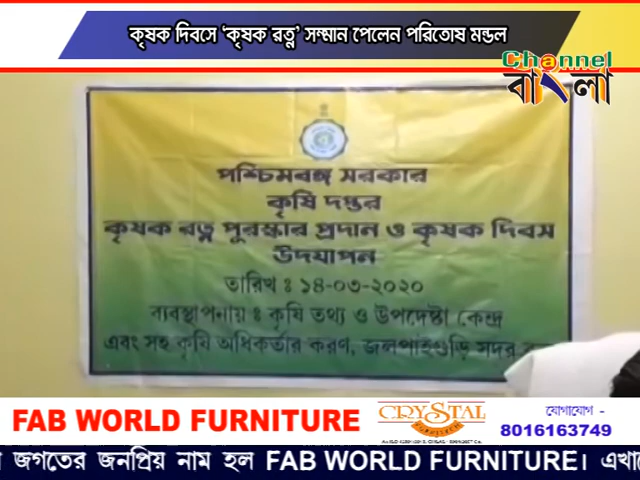 কৃষক দিবসে ‘কৃষক রত্ন’ সম্মান পেলেন পরিতোষ মন্ডল
Channel
বাংলা
পশ্চিমবঙ্গ সরকার
কৃষি দপ্তর
কৃষক রত্ন পুরস্কার প্রদান ও কৃষক দিবস
উদযাপন
তারিখ ঃ ১৪-০৩-২০২০
ব্যবস্থাপনায় ঃ কৃষি তথ্য ও উপদেষ্টা কেন্দ্র
এবং সহ কৃষি অধিকর্তার করণ, জলপাইগুড়ি সদর
FAB WORLD FURNITURE
CRYSTAL
যোগাযোগ -
8016163749
জগতের জনপ্রিয় নাম হল FAB WORLD FURNITURE। এখা